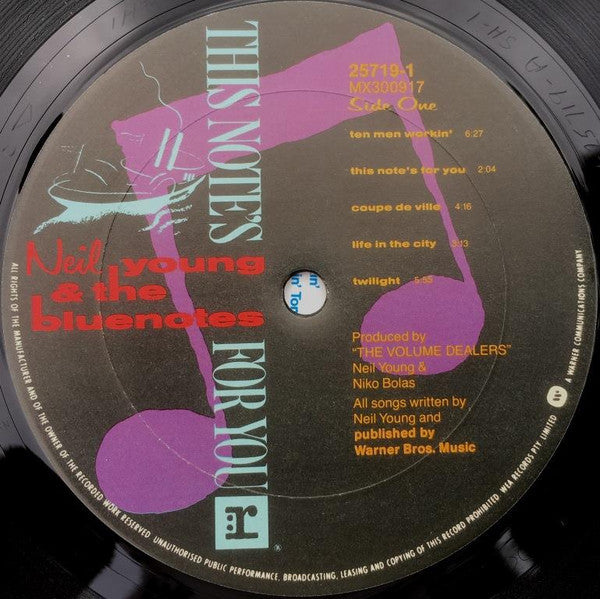 THIS NOTE'S FOR YOU
Neil young
& the
bluenotes
25719-1
MX300917
Side One
ten men workin' 6:27
this note's for you 2:04
coupe de ville 4:16
life in the city 3:13
twilight 5:55
Produced by
"THE VOLUME DEALERS"
Neil Young &
Niko Bolas
All songs written by
Neil Young and
published by
Warner Bros. Music
r
®
ALL RIGHTS OF THE MANUFACTURER AND OF THE OWNER OF THE RECORDED WORK RESERVED. UNAUTHORISED PUBLIC PERFORMANCE, BROADCASTING, LEASING AND COPYING OF THIS RECORD PROHIBITED. WEA RECORDS PTY. LIMITED
A WARNER COMMUNICATIONS COMPANY